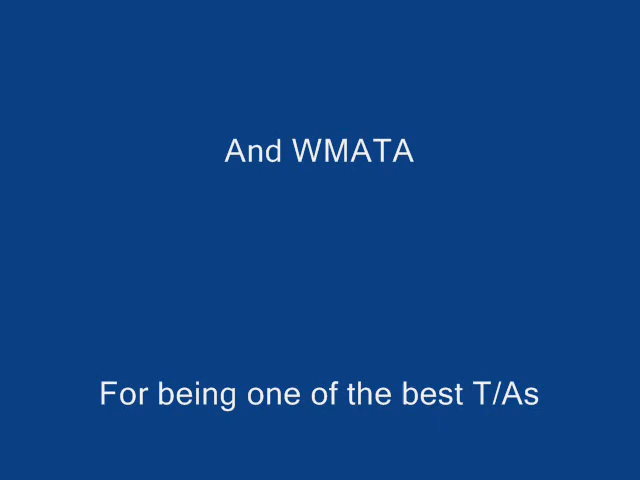 And WMATA
For being one of the best T/As